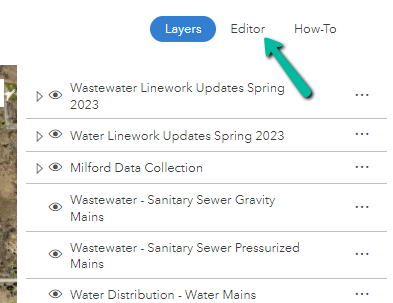 Layers Editor How-To
Wastewater Linework Updates Spring
2023
Water Linework Updates Spring 2023
Milford Data Collection
Wastewater - Sanitary Sewer Gravity
Mains
Wastewater - Sanitary Sewer Pressurized
Mains
Water Distribution - Water Mains